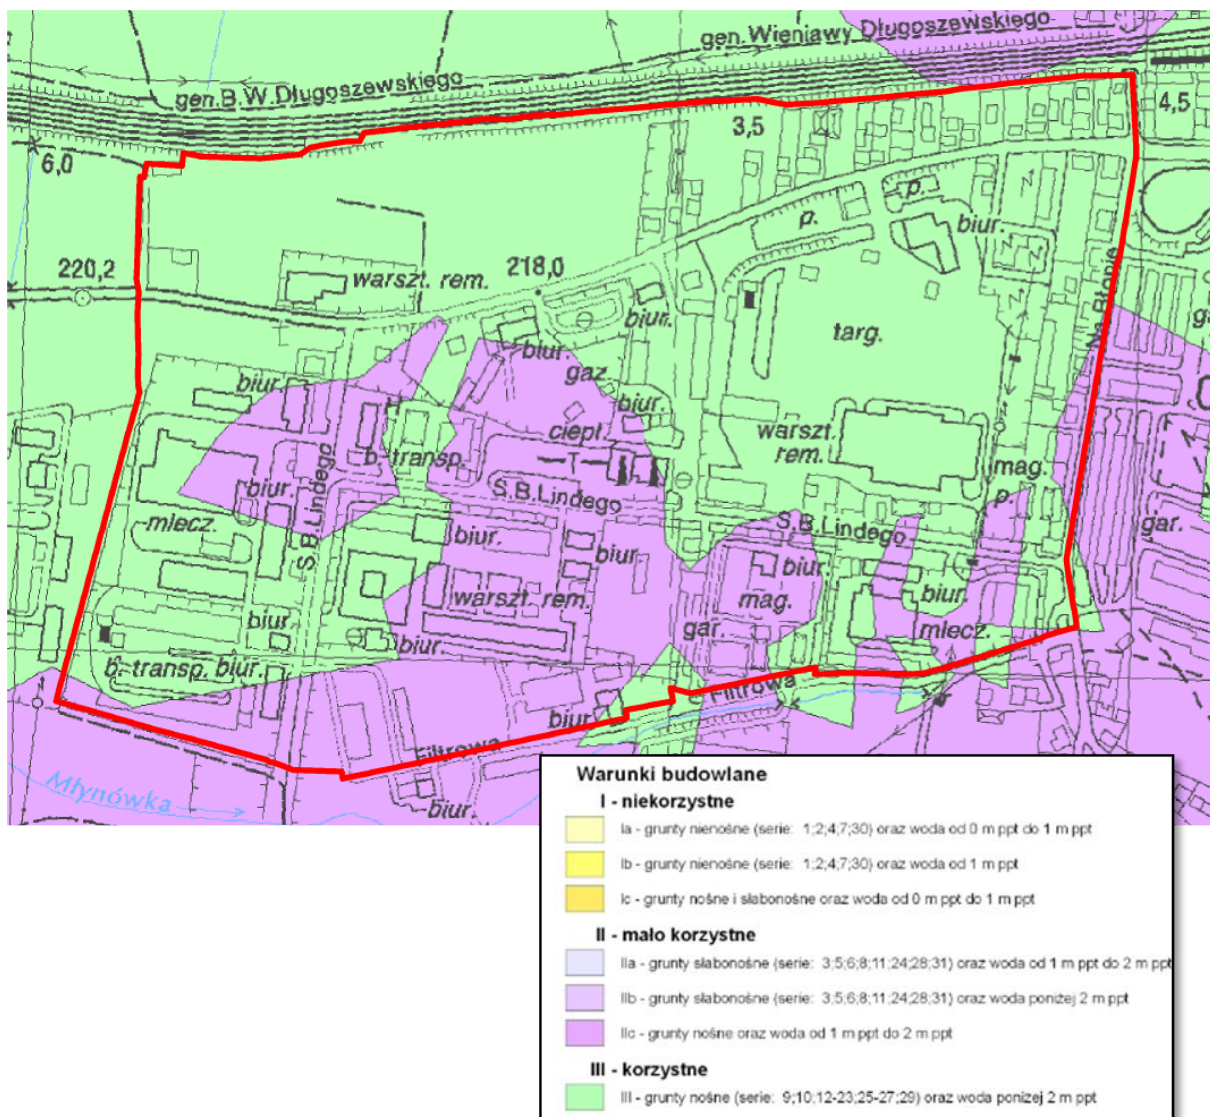 gen.Wieniawy Długoszewskiego
gen.B.W.Długoszewskiego
4,5
3,5
6,0
p.
p.
biur.
220,2
218,0
warszt. rem.
biur.
targ.
Na Błonie
biur.
gaz
biur.
biur.
ciepł.
warszt.
rem.
b. transp.
T
mag.
p.
biur.
S.B.Lindego
S.B.Lindego
S.B.Lindego
mlecz.
gar.
biur.
biur.
biur.
biur.
warszt. rem.
mag.
mlecz.
biur.
gar.
biur.
b. transp. biur.
Filtrowa
biur.
Filtrowa
Młynówka
biur.
Warunki budowlane
I - niekorzystne
Ia - grunty nienośne (serie: 1;2;4,7;30) oraz woda od 0 m ppt do 1 m ppt
Ib - grunty nienośne (serie: 1;2;4,7;30) oraz woda od 1 m ppt
Ic - grunty nośne i słabonośne oraz woda od 0 m ppt do 1 m ppt
II - mało korzystne
IIa - grunty słabonośne (serie: 3;5;6;8;11;24;28;31) oraz woda od 1 m ppt do 2 m ppt
IIb - grunty słabonośne (serie: 3;5;6;8;11;24;28;31) oraz woda poniżej 2 m ppt
IIc - grunty nośne oraz woda od 1 m ppt do 2 m ppt
III - korzystne
III - grunty nośne (serie: 9;10;12-23;25-27;29) oraz woda poniżej 2 m ppt